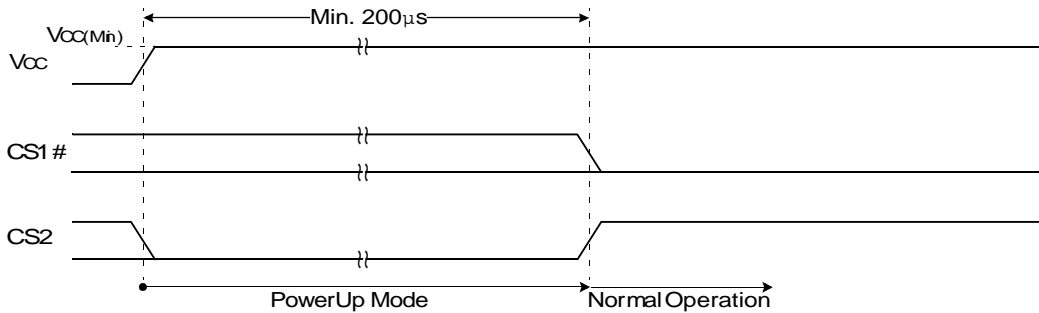 Min. 200μs
VCC(Min)
VCC
CS1#
CS2
PowerUp Mode
Normal Operation